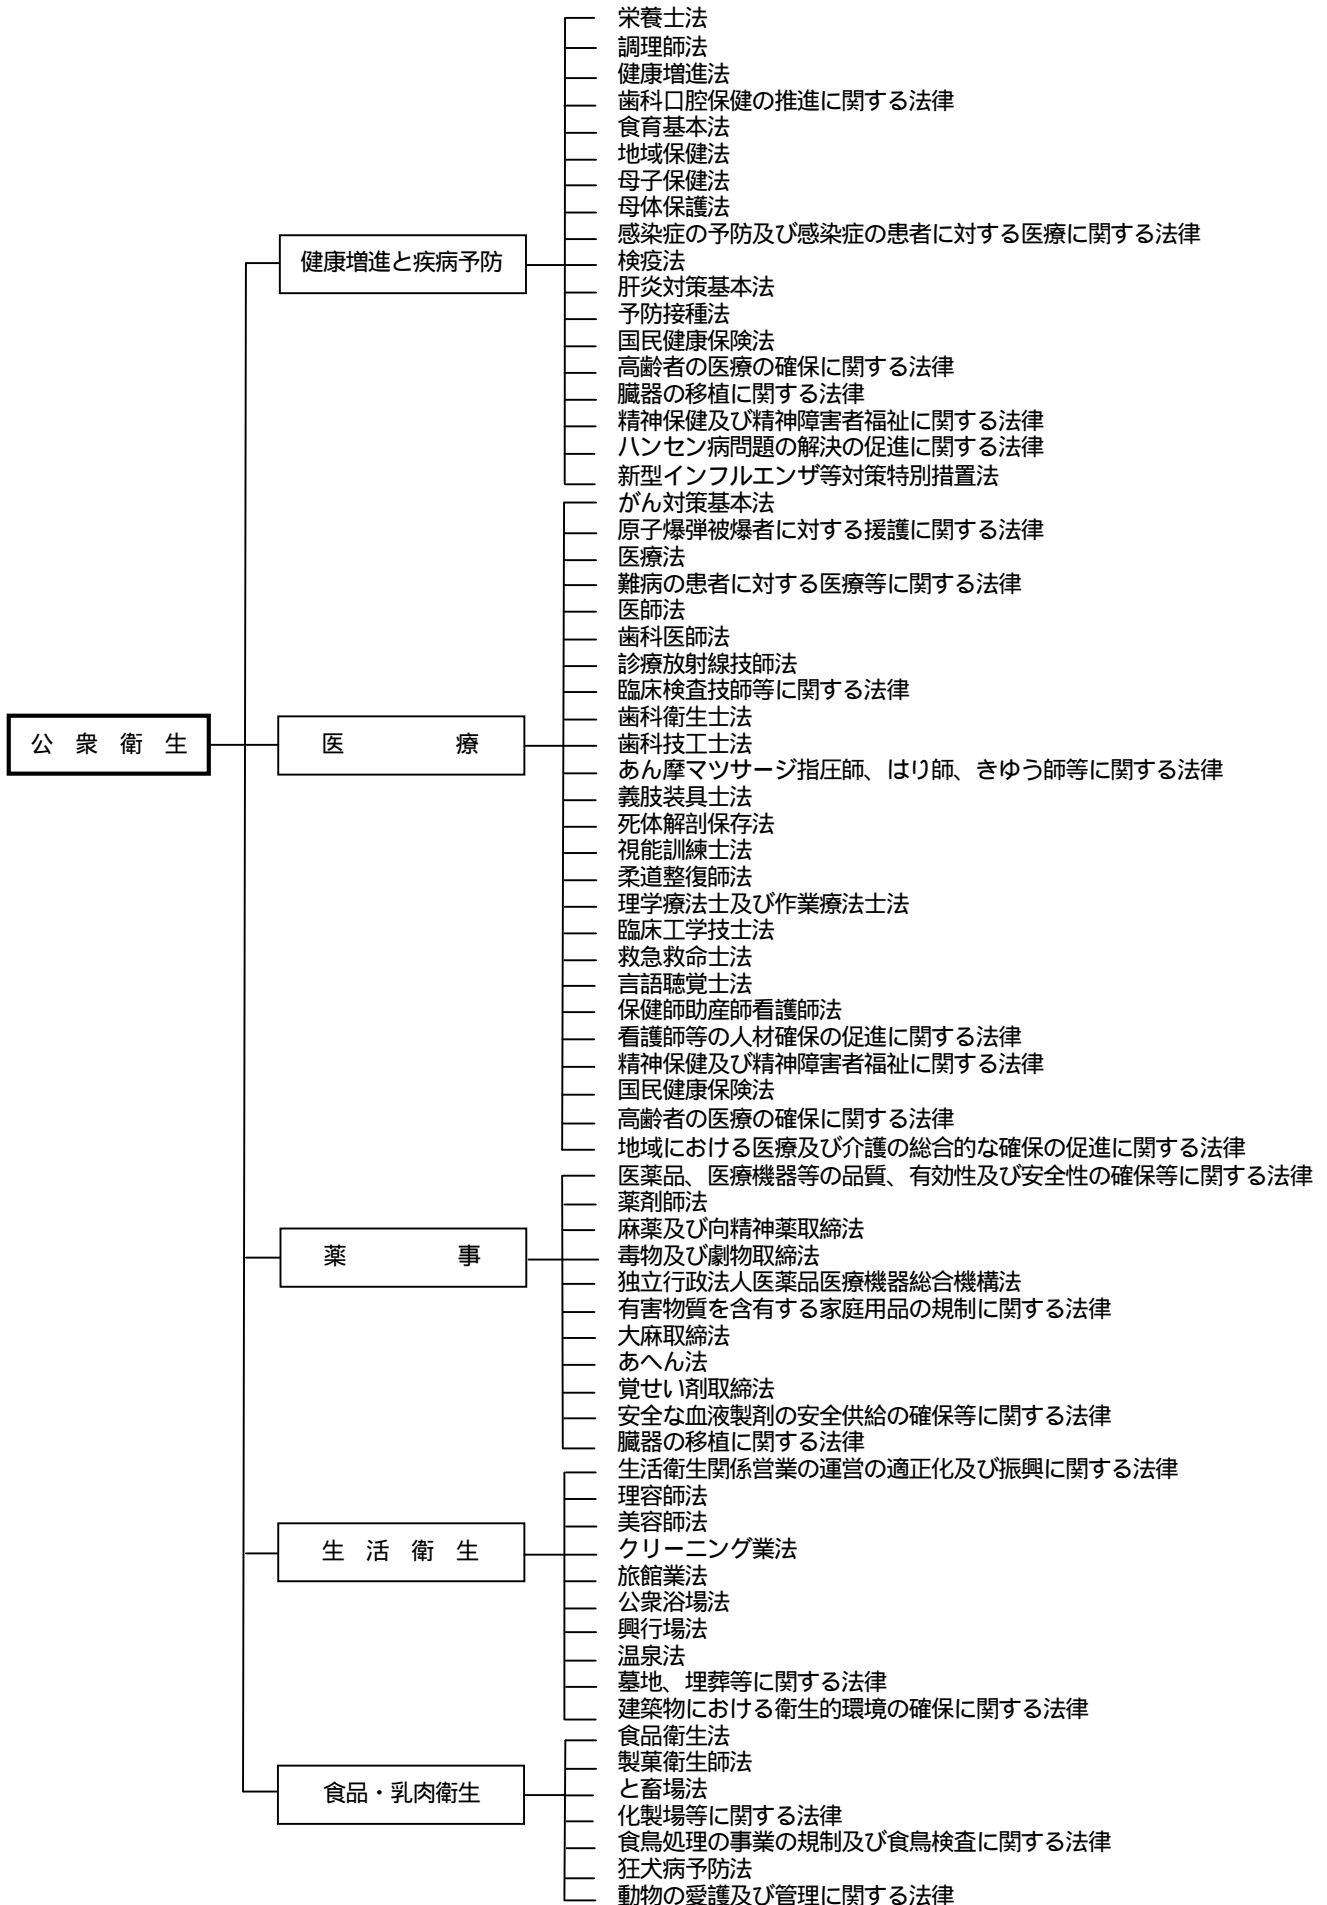 公衆衛生
健康増進と疾病予防
栄養士法
調理師法
健康増進法
歯科口腔保健の推進に関する法律
食育基本法
地域保健法
母子保健法
母体保護法
感染症の予防及び感染症の患者に対する医療に関する法律
検疫法
肝炎対策基本法
予防接種法
国民健康保険法
高齢者の医療の確保に関する法律
臓器の移植に関する法律
精神保健及び精神障害者福祉に関する法律
ハンセン病問題の解決の促進に関する法律
新型インフルエンザ等対策特別措置法
医療
がん対策基本法
原子爆弾被爆者に対する援護に関する法律
医療法
難病の患者に対する医療等に関する法律
医師法
歯科医師法
診療放射線技師法
臨床検査技師等に関する法律
歯科衛生士法
歯科技工士法
あん摩マツサージ指圧師、はり師、きゆう師等に関する法律
義肢装具士法
死体解剖保存法
視能訓練士法
柔道整復師法
理学療法士及び作業療法士法
臨床工学技士法
救急救命士法
言語聴覚士法
保健師助産師看護師法
看護師等の人材確保の促進に関する法律
精神保健及び精神障害者福祉に関する法律
国民健康保険法
高齢者の医療の確保に関する法律
地域における医療及び介護の総合的な確保の促進に関する法律
薬事
医薬品、医療機器等の品質、有効性及び安全性の確保等に関する法律
薬剤師法
麻薬及び向精神薬取締法
毒物及び劇物取締法
独立行政法人医薬品医療機器総合機構法
有害物質を含有する家庭用品の規制に関する法律
大麻取締法
あへん法
覚せい剤取締法
安全な血液製剤の安全供給の確保等に関する法律
臓器の移植に関する法律
生活衛生
生活衛生関係営業の運営の適正化及び振興に関する法律
理容師法
美容師法
クリーニング業法
旅館業法
公衆浴場法
興行場法
温泉法
墓地、埋葬等に関する法律
建築物における衛生的環境の確保に関する法律
食品・乳肉衛生
食品衛生法
製菓衛生師法
と畜場法
化製場等に関する法律
食鳥処理の事業の規制及び食鳥検査に関する法律
狂犬病予防法
動物の愛護及び管理に関する法律